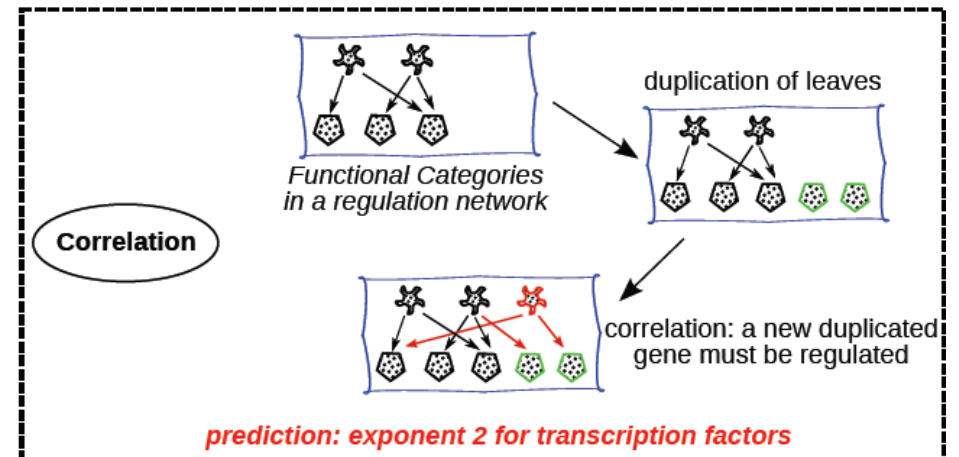 duplication of leaves
Functional Categories
in a regulation network
Correlation
correlation: a new duplicated
gene must be regulated
prediction: exponent 2 for transcription factors